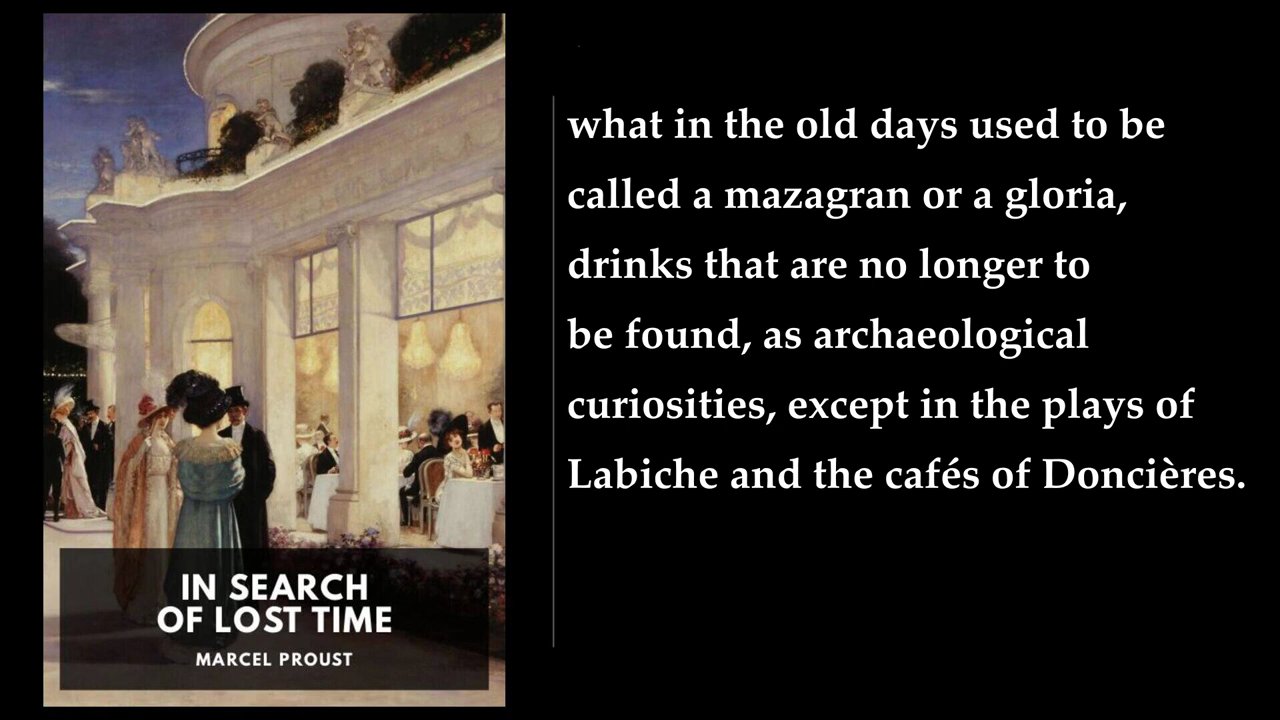 what in the old days used to be
called a mazagran or a gloria,
drinks that are no longer to
be found, as archaeological
curiosities, except in the plays of
Labiche and the cafés of Doncières.
IN SEARCH
OF LOST TIME
MARCEL PROUST